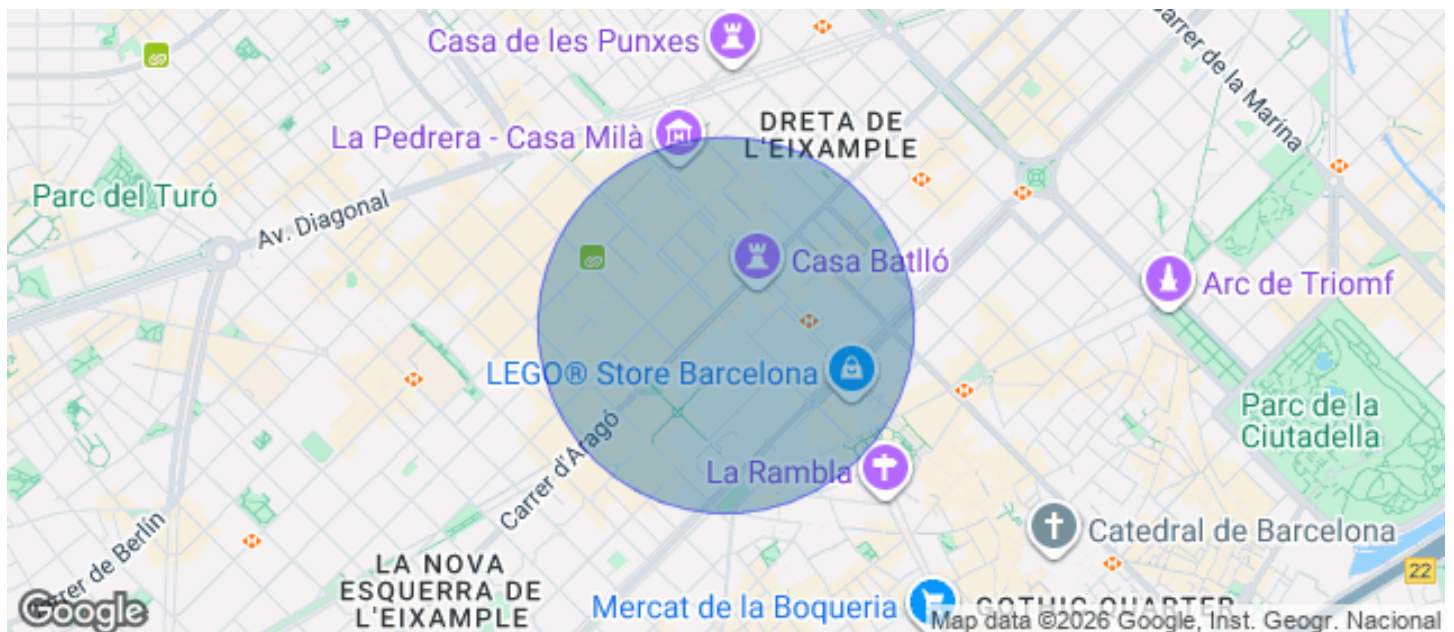 Casa de les Punxes
La Pedrera - Casa Milà
DRETA DE
L'EIXAMPLE
Carrer de la Marina
Parc del Turó
Av. Diagonal
Casa Batlló
Arc de Triomf
LEGO® Store Barcelona
Parc de la
Ciutadella
Carrer d'Aragó
La Rambla
Catedral de Barcelona
Carrer de Berlín
22
LA NOVA
ESQUERRA DE
L'EIXAMPLE
Mercat de la Boqueria
GOTHIC QUARTER
Google
Map data ©2026 Google, Inst. Geogr. Nacional